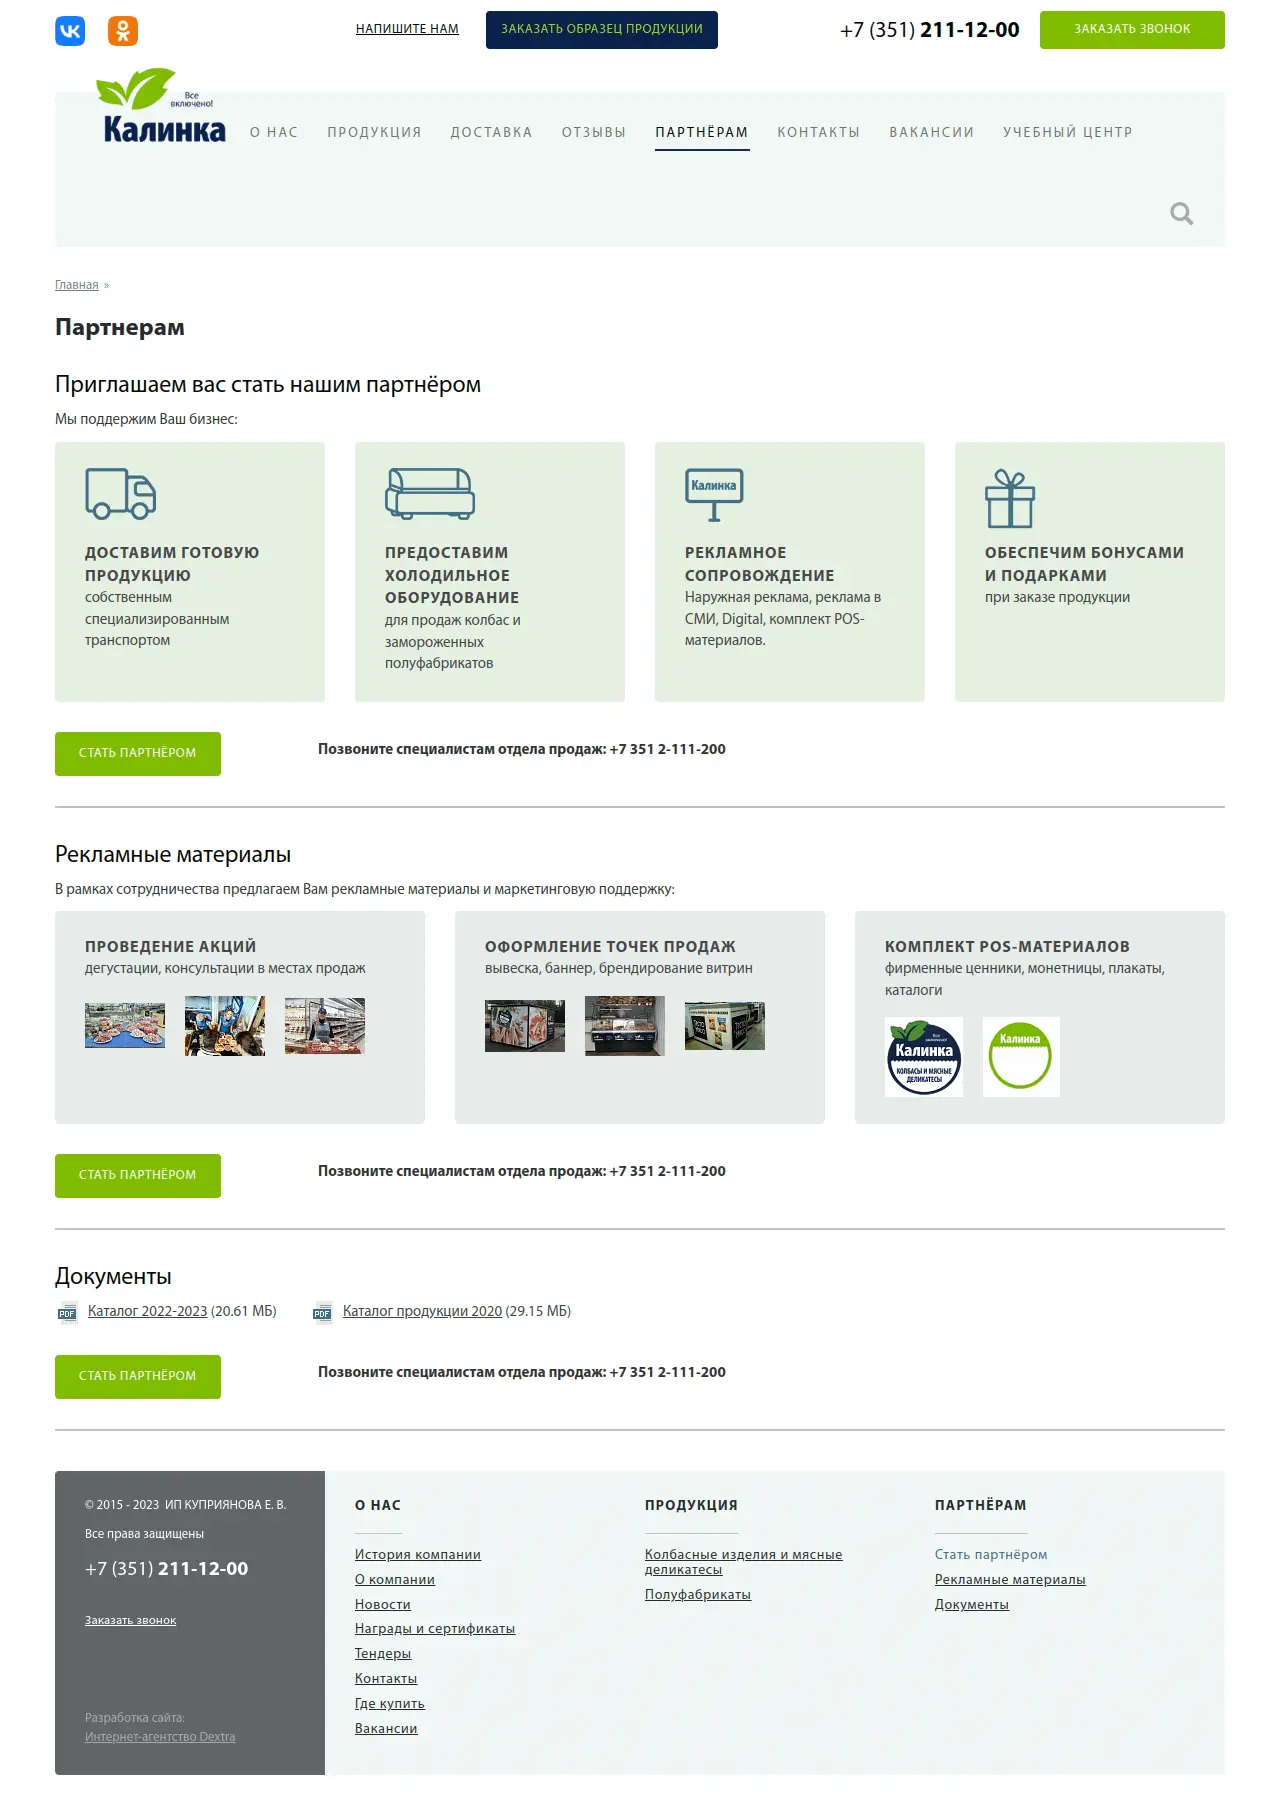 НАПИШИТЕ НАМ
ЗАКАЗАТЬ ОБРАЗЕЦ ПРОДУКЦИИ
+7 (351) 211-12-00
ЗАКАЗАТЬ ЗВОНОК
Все включено!
Калинка
О НАС
ПРОДУКЦИЯ
ДОСТАВКА
ОТЗЫВЫ
ПАРТНЁРАМ
КОНТАКТЫ
ВАКАНСИИ
УЧЕБНЫЙ ЦЕНТР
Главная »
Партнерам
Приглашаем вас стать нашим партнёром
Мы поддержим Ваш бизнес:
ДОСТАВИМ ГОТОВУЮ
ПРОДУКЦИЮ
собственным
специализированным
транспортом
ПРЕДОСТАВИМ
ХОЛОДИЛЬНОЕ
ОБОРУДОВАНИЕ
для продаж колбас и
замороженных
полуфабрикатов
Калинка
РЕКЛАМНОЕ
СОПРОВОЖДЕНИЕ
Наружная реклама, реклама в
СМИ, Digital, комплект POS-
материалов.
ОБЕСПЕЧИМ БОНУСАМИ
И ПОДАРКАМИ
при заказе продукции
СТАТЬ ПАРТНЁРОМ
Позвоните специалистам отдела продаж: +7 351 2-111-200
Рекламные материалы
В рамках сотрудничества предлагаем Вам рекламные материалы и маркетинговую поддержку:
ПРОВЕДЕНИЕ АКЦИЙ
дегустации, консультации в местах продаж
ОФОРМЛЕНИЕ ТОЧЕК ПРОДАЖ
вывеска, баннер, брендирование витрин
КОМПЛЕКТ POS-МАТЕРИАЛОВ
фирменные ценники, монетницы, плакаты,
каталоги
Калинка
КОЛБАСЫ И МЯСНЫЕ
ДЕЛИКАТЕСЫ
Калинка
СТАТЬ ПАРТНЁРОМ
Позвоните специалистам отдела продаж: +7 351 2-111-200
Документы
PDF Каталог 2022-2023 (20.61 МБ)
PDF Каталог продукции 2020 (29.15 МБ)
СТАТЬ ПАРТНЁРОМ
Позвоните специалистам отдела продаж: +7 351 2-111-200
© 2015 - 2023 ИП КУПРИЯНОВА Е. В.
Все права защищены
+7 (351) 211-12-00
Заказать звонок
Разработка сайта:
Интернет-агентство Dextra
О НАС
История компании
О компании
Новости
Награды и сертификаты
Тендеры
Контакты
Где купить
Вакансии
ПРОДУКЦИЯ
Колбасные изделия и мясные
деликатесы
Полуфабрикаты
ПАРТНЁРАМ
Стать партнёром
Рекламные материалы
Документы